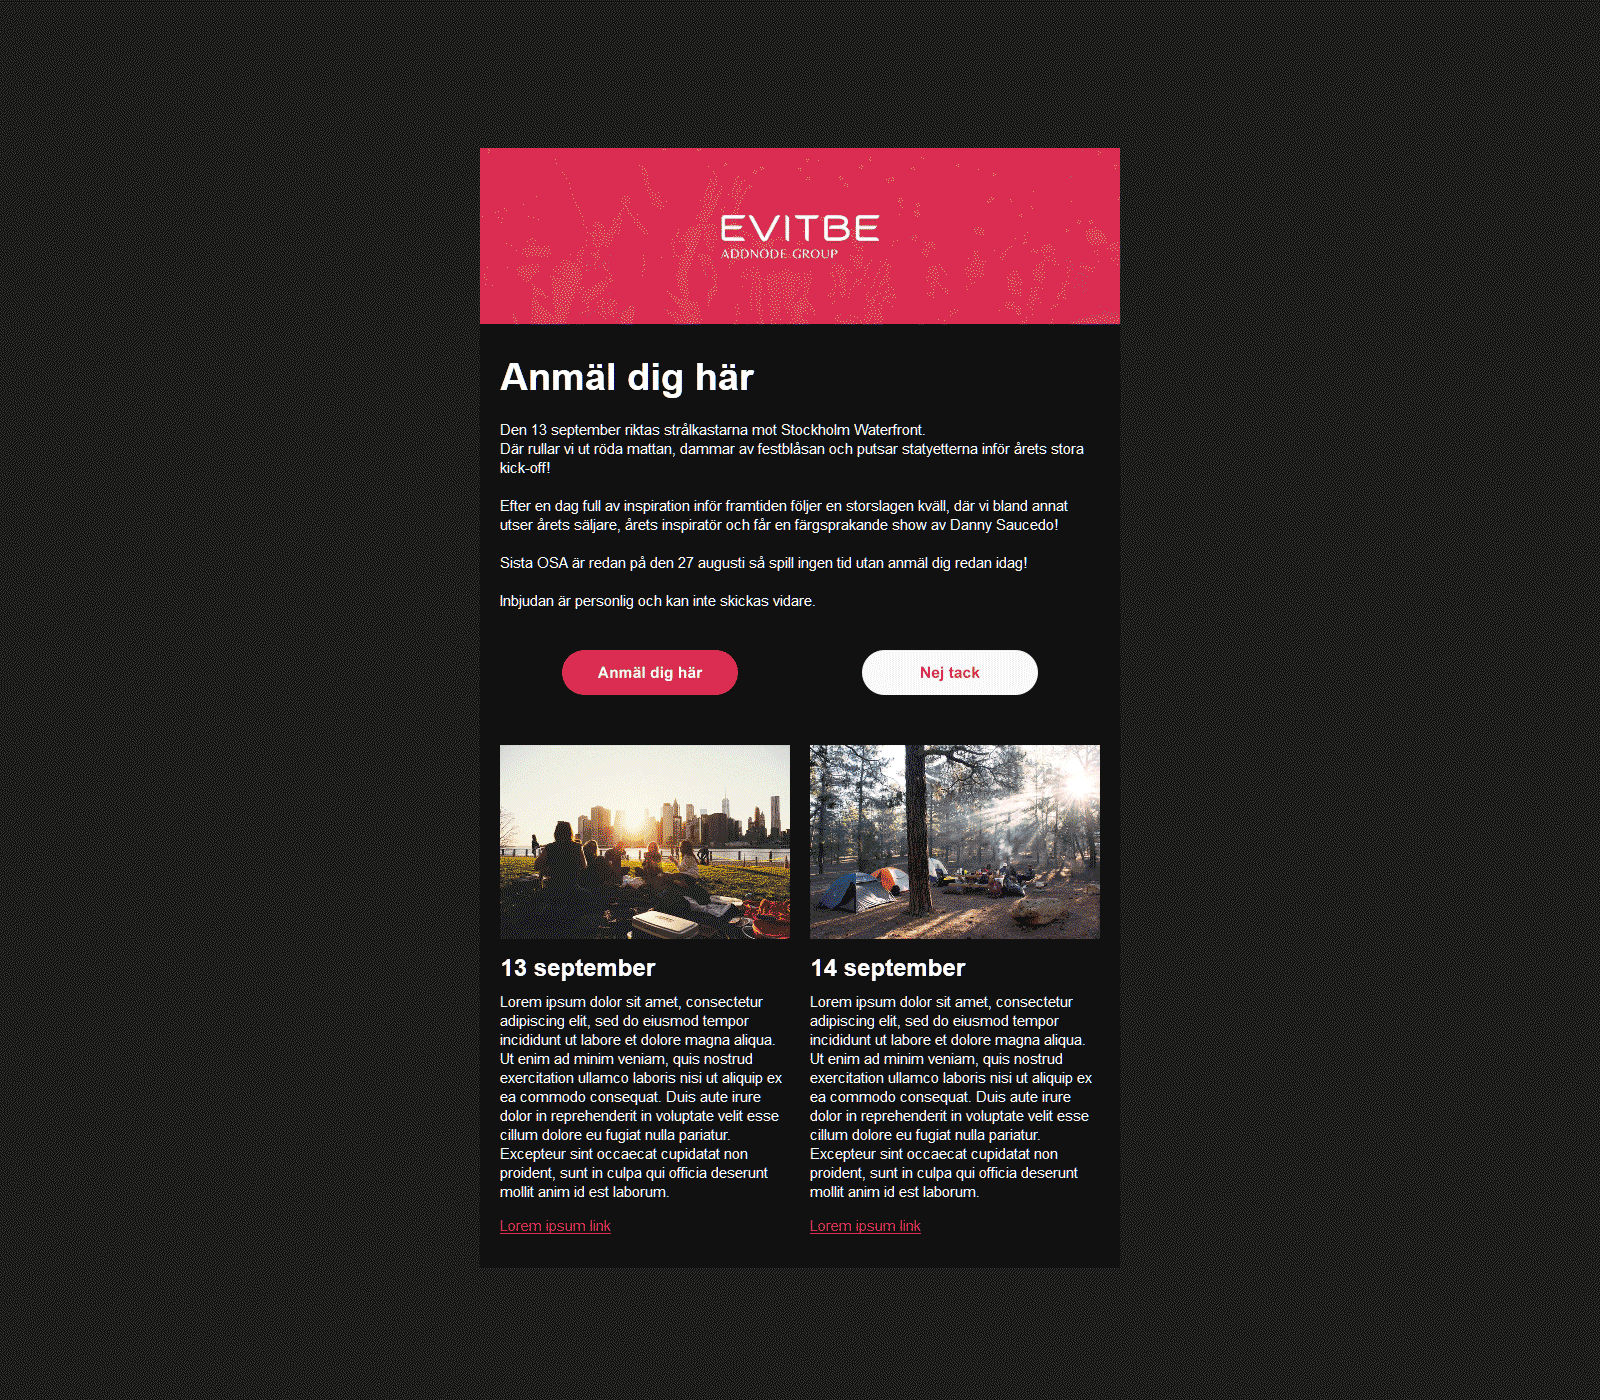 EVITBE
ADDNODE GROUP
Anmäl dig här
Den 13 september riktas strålkastarna mot Stockholm Waterfront.
Där rullar vi ut röda mattan, dammar av festblåsan och putsar statyetterna inför årets stora
kick-off!
Efter en dag full av inspiration inför framtiden följer en storslagen kväll, där vi bland annat
utser årets säljare, årets inspiratör och får en färgsprakande show av Danny Saucedo!
Sista OSA är redan på den 27 augusti så spill ingen tid utan anmäl dig redan idag!
Inbjudan är personlig och kan inte skickas vidare.
Anmäl dig här
Nej tack
13 september
Lorem ipsum dolor sit amet, consectetur
adipiscing elit, sed do eiusmod tempor
incididunt ut labore et dolore magna aliqua.
Ut enim ad minim veniam, quis nostrud
exercitation ullamco laboris nisi ut aliquip ex
ea commodo consequat. Duis aute irure
dolor in reprehenderit in voluptate velit esse
cillum dolore eu fugiat nulla pariatur.
Excepteur sint occaecat cupidatat non
proident, sunt in culpa qui officia deserunt
mollit anim id est laborum.
Lorem ipsum link
14 september
Lorem ipsum dolor sit amet, consectetur
adipiscing elit, sed do eiusmod tempor
incididunt ut labore et dolore magna aliqua.
Ut enim ad minim veniam, quis nostrud
exercitation ullamco laboris nisi ut aliquip ex
ea commodo consequat. Duis aute irure
dolor in reprehenderit in voluptate velit esse
cillum dolore eu fugiat nulla pariatur.
Excepteur sint occaecat cupidatat non
proident, sunt in culpa qui officia deserunt
mollit anim id est laborum.
Lorem ipsum link